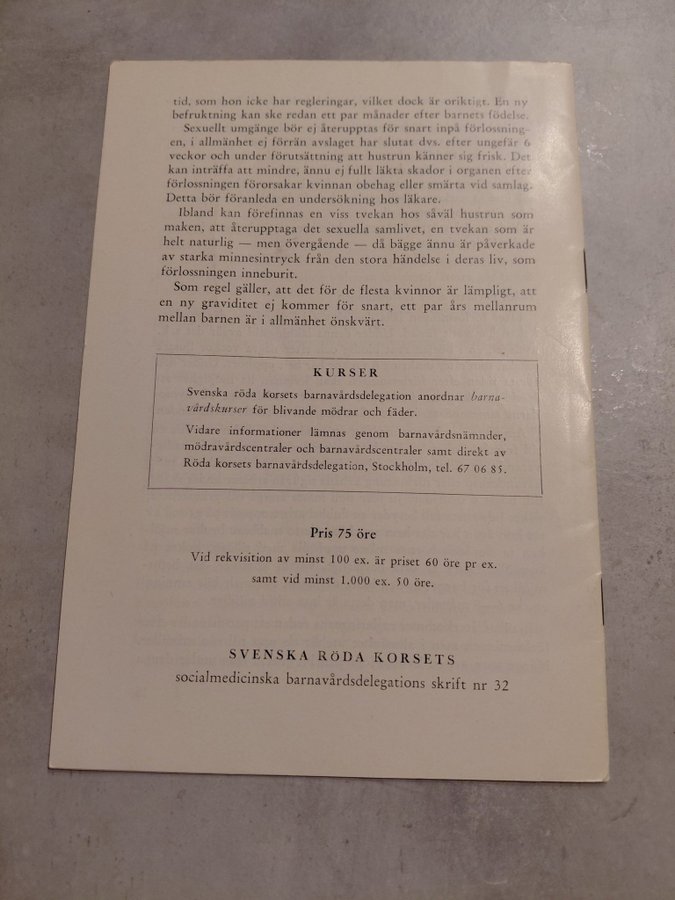 tid, som hon icke har regleringar, vilket dock är oriktigt. En ny
befruktning kan ske redan ett par månader efter barnets födelse.
Sexuellt umgänge bör ej återupptas för snart inpå förlossning-
en, i allmänhet ej förrän avslaget har slutat dvs. efter ungefär 6
veckor och under förutsättning att hustrun känner sig frisk. Det
kan inträffa att mindre, ännu ej fullt läkta skador i organen efter
förlossningen förorsakar kvinnan obehag eller smärta vid samlag.
Detta bör föranleda en undersökning hos läkare.
Ibland kan förefinnas en viss tvekan hos såväl hustrun som
maken, att återupptaga det sexuella samlivet, en tvekan som är
helt naturlig — men övergående — då bägge ännu är påverkade
av starka minnesintryck från den stora händelse i deras liv, som
förlossningen inneburit.
Som regel gäller, att det för de flesta kvinnor är lämpligt, att
en ny graviditet ej kommer för snart, ett par års mellanrum
mellan barnen är i allmänhet önskvärt.
KURSER
Svenska röda korsets barnavårdsdelegation anordnar barna-
vårdskurser för blivande mödrar och fäder.
Vidare informationer lämnas genom barnavårdsnämnder,
mödravårdscentraler och barnavårdscentraler samt direkt av
Röda korsets barnavårdsdelegation, Stockholm, tel. 67 06 85.
Pris 75 öre
Vid rekvisition av minst 100 ex. är priset 60 öre pr ex.
samt vid minst 1.000 ex. 50 öre.
SVENSKA RöDA KORSETS
socialmedicinska barnavårdsdelegations skrift nr 32